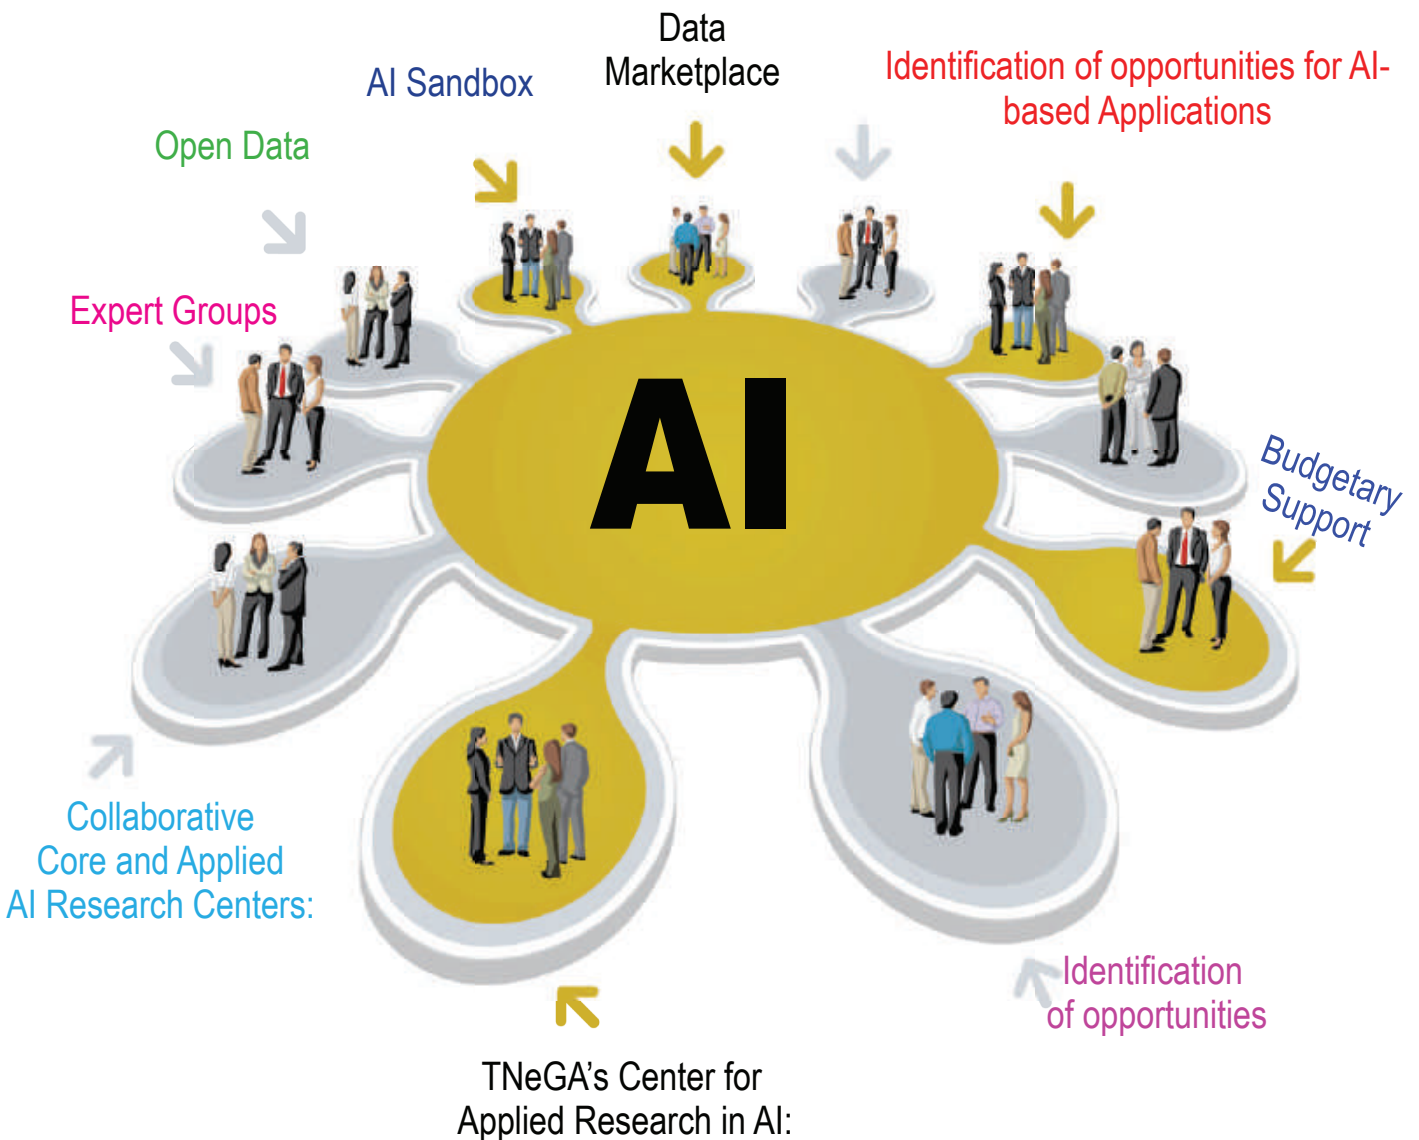 Data
Marketplace
AI Sandbox
Identification of opportunities for AI-
based Applications
Open Data
Expert Groups
AI
Budgetary
Support
Collaborative
Core and Applied
AI Research Centers:
Identification
of opportunities
TNeGA’s Center for
Applied Research in AI: